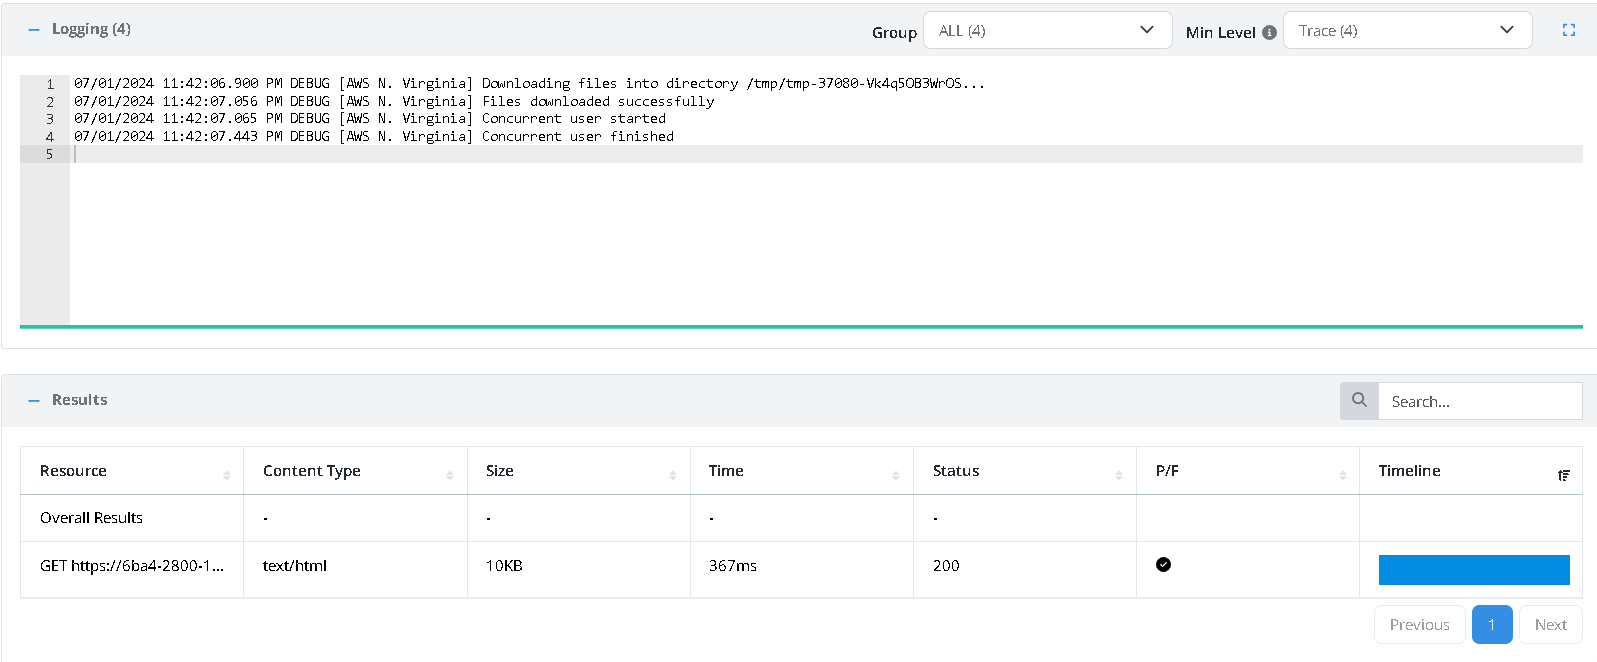 Logging (4)
Group
ALL (4)
Min Level
Trace (4)
1 07/01/2024 11:42:06.900 PM DEBUG [AWS N. Virginia] Downloading files into directory /tmp/tmp-37080-Vk4q5OB3WrOS...
2 07/01/2024 11:42:07.056 PM DEBUG [AWS N. Virginia] Files downloaded successfully
3 07/01/2024 11:42:07.065 PM DEBUG [AWS N. Virginia] Concurrent user started
4 07/01/2024 11:42:07.443 PM DEBUG [AWS N. Virginia] Concurrent user finished
5
Results
Search...
Resource Content Type Size Time Status P/F Timeline
Overall Results - - - -
GET https://6ba4-2800-1... text/html 10KB 367ms 200
Previous 1 Next